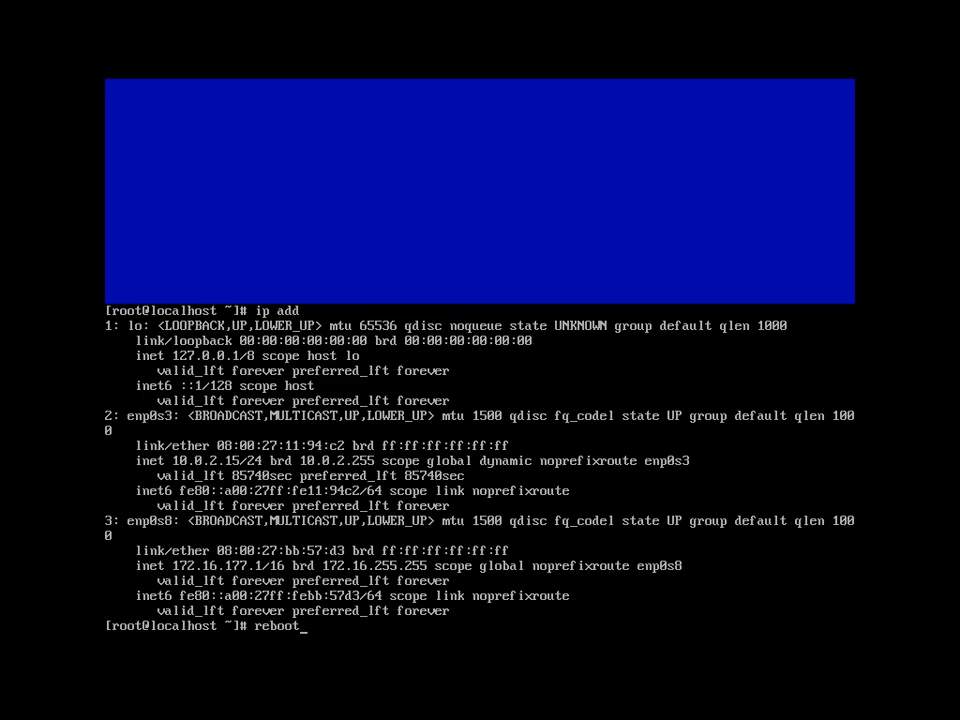 [root@localhost ~]# ip add
1: lo: <LOOPBACK,UP,LOWER_UP> mtu 65536 qdisc noqueue state UNKNOWN group default qlen 1000
    link/loopback 00:00:00:00:00:00 brd 00:00:00:00:00:00
    inet 127.0.0.1/8 scope host lo
       valid_lft forever preferred_lft forever
    inet6 ::1/128 scope host
       valid_lft forever preferred_lft forever
2: enp0s3: <BROADCAST,MULTICAST,UP,LOWER_UP> mtu 1500 qdisc fq_codel state UP group default qlen 100
0
    link/ether 08:00:27:11:94:c2 brd ff:ff:ff:ff:ff:ff
    inet 10.0.2.15/24 brd 10.0.2.255 scope global dynamic noprefixroute enp0s3
       valid_lft 85740sec preferred_lft 85740sec
    inet6 fe80::a00:27ff:fe11:94c2/64 scope link noprefixroute
       valid_lft forever preferred_lft forever
3: enp0s8: <BROADCAST,MULTICAST,UP,LOWER_UP> mtu 1500 qdisc fq_codel state UP group default qlen 100
0
    link/ether 08:00:27:bb:57:d3 brd ff:ff:ff:ff:ff:ff
    inet 172.16.177.1/16 brd 172.16.255.255 scope global noprefixroute enp0s8
       valid_lft forever preferred_lft forever
    inet6 fe80::a00:27ff:febb:57d3/64 scope link noprefixroute
       valid_lft forever preferred_lft forever
[root@localhost ~]# reboot_